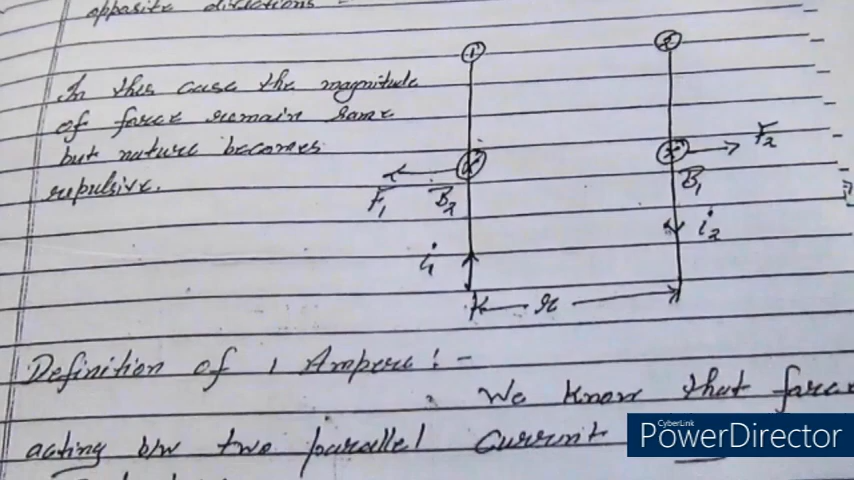 opposite directions -
In this case the magnitude
of force remain same
but nature becomes
repulsive.
1
2
F₁
B₂
F₂
B₁
i₁
i₂
r
Definition of 1 Ampere :-
We know that force
acting b/w two parallel current
CyberLink
PowerDirector